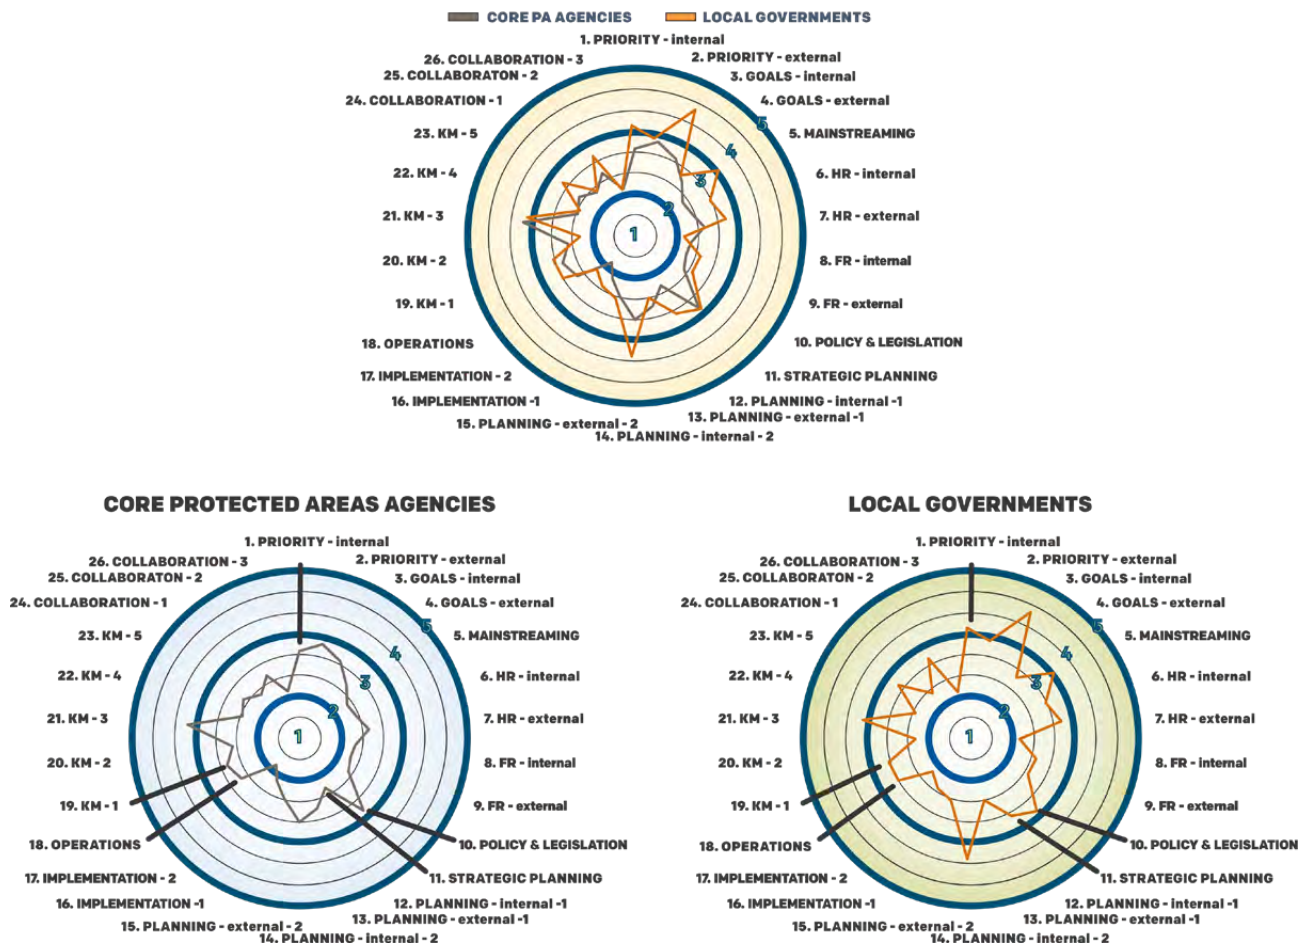 CORE PA AGENCIES
LOCAL GOVERNMENTS
1. PRIORITY - internal
2. PRIORITY - external
3. GOALS - internal
4. GOALS - external
5. MAINSTREAMING
6. HR - internal
7. HR - external
8. FR - internal
9. FR - external
10. POLICY & LEGISLATION
11. STRATEGIC PLANNING
12. PLANNING - internal -1
13. PLANNING - external -1
14. PLANNING - internal - 2
15. PLANNING - external - 2
16. IMPLEMENTATION -1
17. IMPLEMENTATION - 2
18. OPERATIONS
19. KM - 1
20. KM - 2
21. KM - 3
22. KM - 4
23. KM - 5
24. COLLABORATION - 1
25. COLLABORATON - 2
26. COLLABORATION - 3
5
4
3
2
1
CORE PROTECTED AREAS AGENCIES
1. PRIORITY - internal
2. PRIORITY - external
3. GOALS - internal
4. GOALS - external
5. MAINSTREAMING
6. HR - internal
7. HR - external
8. FR - internal
9. FR - external
10. POLICY & LEGISLATION
11. STRATEGIC PLANNING
12. PLANNING - internal -1
13. PLANNING - external -1
14. PLANNING - internal - 2
15. PLANNING - external - 2
16. IMPLEMENTATION -1
17. IMPLEMENTATION - 2
18. OPERATIONS
19. KM - 1
20. KM - 2
21. KM - 3
22. KM - 4
23. KM - 5
24. COLLABORATION - 1
25. COLLABORATON - 2
26. COLLABORATION - 3
5
4
3
2
1
LOCAL GOVERNMENTS
1. PRIORITY - internal
2. PRIORITY - external
3. GOALS - internal
4. GOALS - external
5. MAINSTREAMING
6. HR - internal
7. HR - external
8. FR - internal
9. FR - external
10. POLICY & LEGISLATION
11. STRATEGIC PLANNING
12. PLANNING - internal -1
13. PLANNING - external -1
14. PLANNING - internal - 2
15. PLANNING - external - 2
16. IMPLEMENTATION -1
17. IMPLEMENTATION - 2
18. OPERATIONS
19. KM - 1
20. KM - 2
21. KM - 3
22. KM - 4
23. KM - 5
24. COLLABORATION - 1
25. COLLABORATON - 2
26. COLLABORATION - 3
5
4
3
2
1